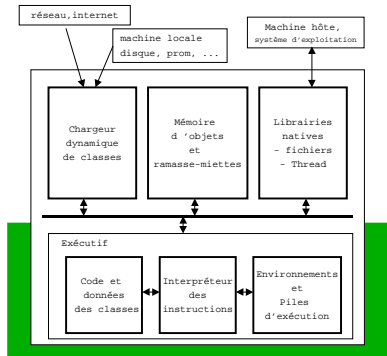 réseau,internet
machine locale
disque, prom, ...
Machine hôte,
système d'exploitation
Chargeur
dynamique
de classes
Mémoire
d 'objets
et
ramasse-miettes
Librairies
natives
- fichiers
- Thread
Exécutif
Code et
données
des classes
Interpréteur
des
instructions
Environnements
et
Piles
d'exécution